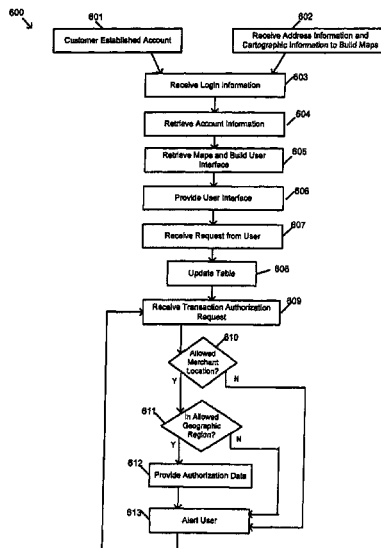 600
601
602
Customer Established Account
Receive Address Information and
Cartographic Information to Build Maps
603
Receive Login Information
604
Retrieve Account Information
605
Retrieve Maps and Build User
Interface
606
Provide User Interface
607
Receive Request from User
608
Update Table
609
Receive Transaction Authorization
Request
610
Allowed
Merchant
Location?
Y
N
611
In Allowed
Geographic
Region?
Y
N
612
Provide Authorization Data
613
Alert User